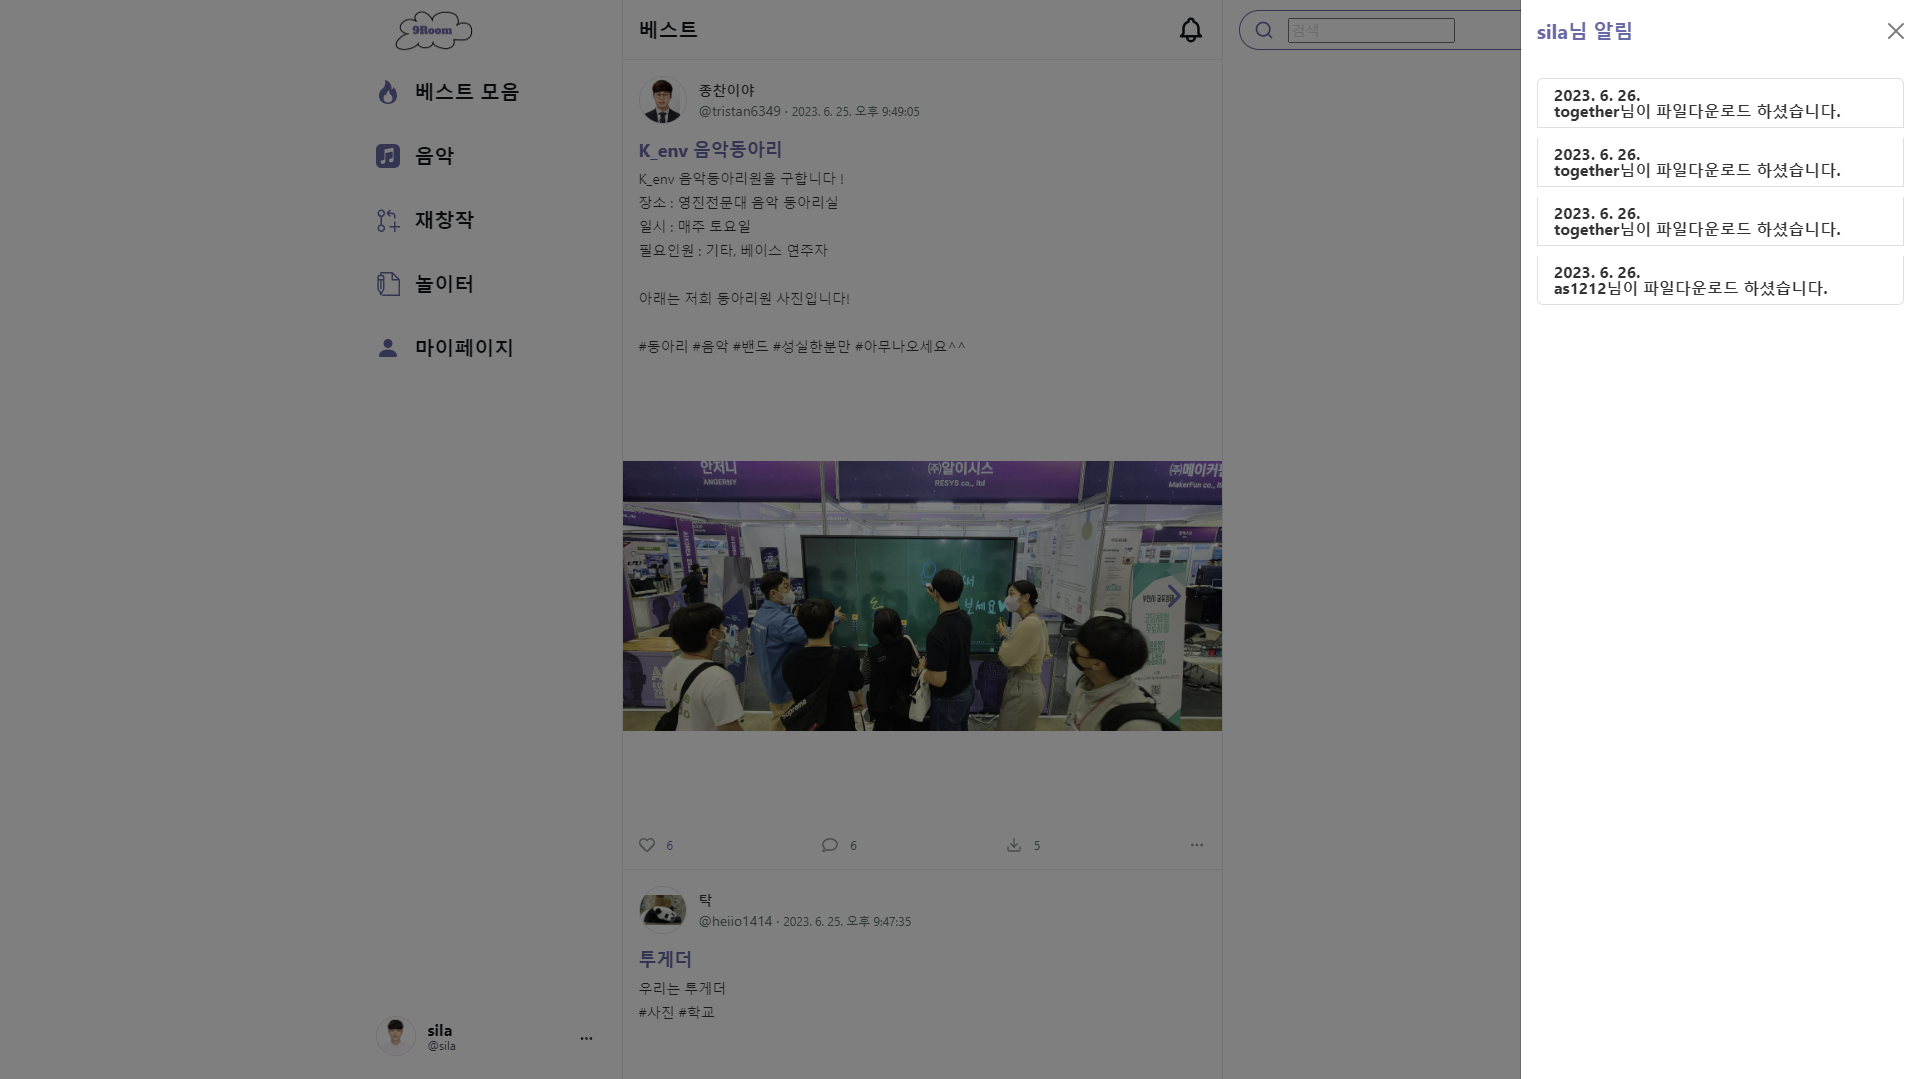 9Room
베스트 모음
음악
재창작
놀이터
마이페이지
sila
@sila
베스트
종찬이야
@tristan6349 · 2023. 6. 25. 오후 9:49:05
K_env 음악동아리
K_env 음악동아리원을 구합니다 !
장소 : 영진전문대 음악 동아리실
일시 : 매주 토요일
필요인원 : 기타, 베이스 연주자
아래는 저희 동아리원 사진입니다!
#동아리 #음악 #밴드 #성실한분만 #아무나오세요^^
안저니
ANGERNY
㈜알이시스
RESYS co,. ltd
㈜메이커펀
MakerFun co., ltd
써
보세요
Supreme
6
6
5
탁
@heiio1414 · 2023. 6. 25. 오후 9:47:35
투게더
우리는 투게더
#사진 #학교
검색
sila님 알림
2023. 6. 26.
together님이 파일다운로드 하셨습니다.
2023. 6. 26.
together님이 파일다운로드 하셨습니다.
2023. 6. 26.
together님이 파일다운로드 하셨습니다.
2023. 6. 26.
as1212님이 파일다운로드 하셨습니다.